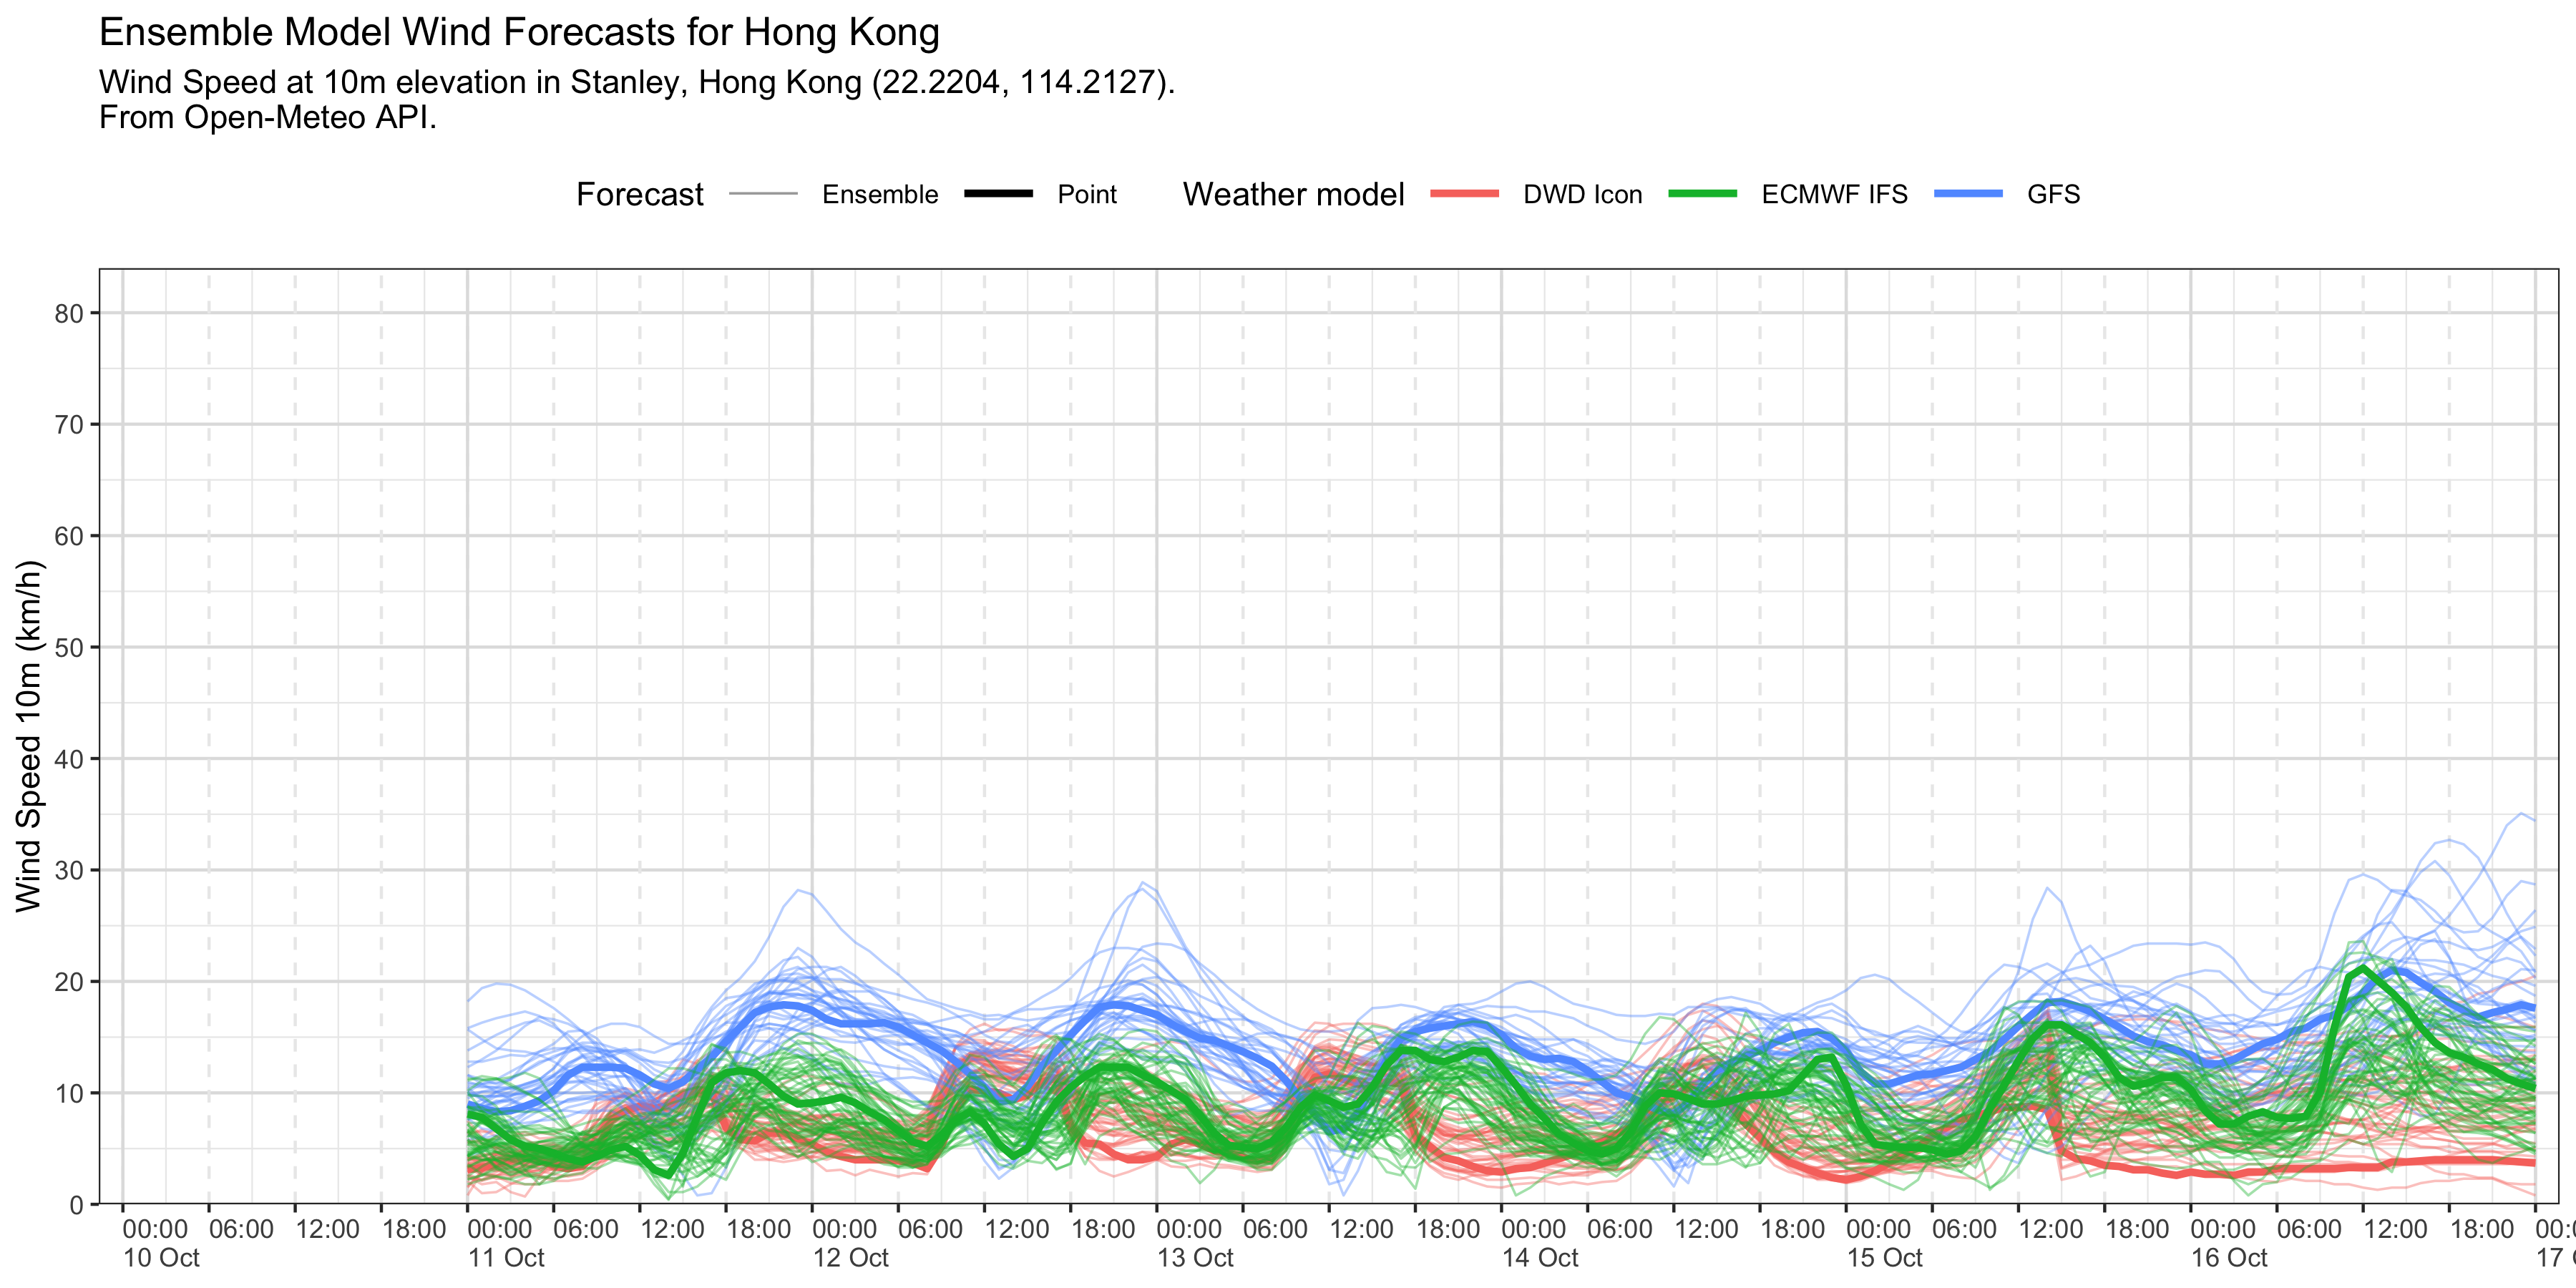 Ensemble Model Wind Forecasts for Hong Kong
Wind Speed at 10m elevation in Stanley, Hong Kong (22.2204, 114.2127).
From Open-Meteo API.
Forecast Ensemble Point Weather model DWD Icon ECMWF IFS GFS
Wind Speed 10m (km/h)
80
70
60
50
40
30
20
10
0
00:00 06:00 12:00 18:00 00:00 06:00 12:00 18:00 00:00 06:00 12:00 18:00 00:00 06:00 12:00 18:00 00:00 06:00 12:00 18:00 00:00 06:00 12:00 18:00 00:00 06:00 12:00 18:00
10 Oct 11 Oct 12 Oct 13 Oct 14 Oct 15 Oct 16 Oct 17